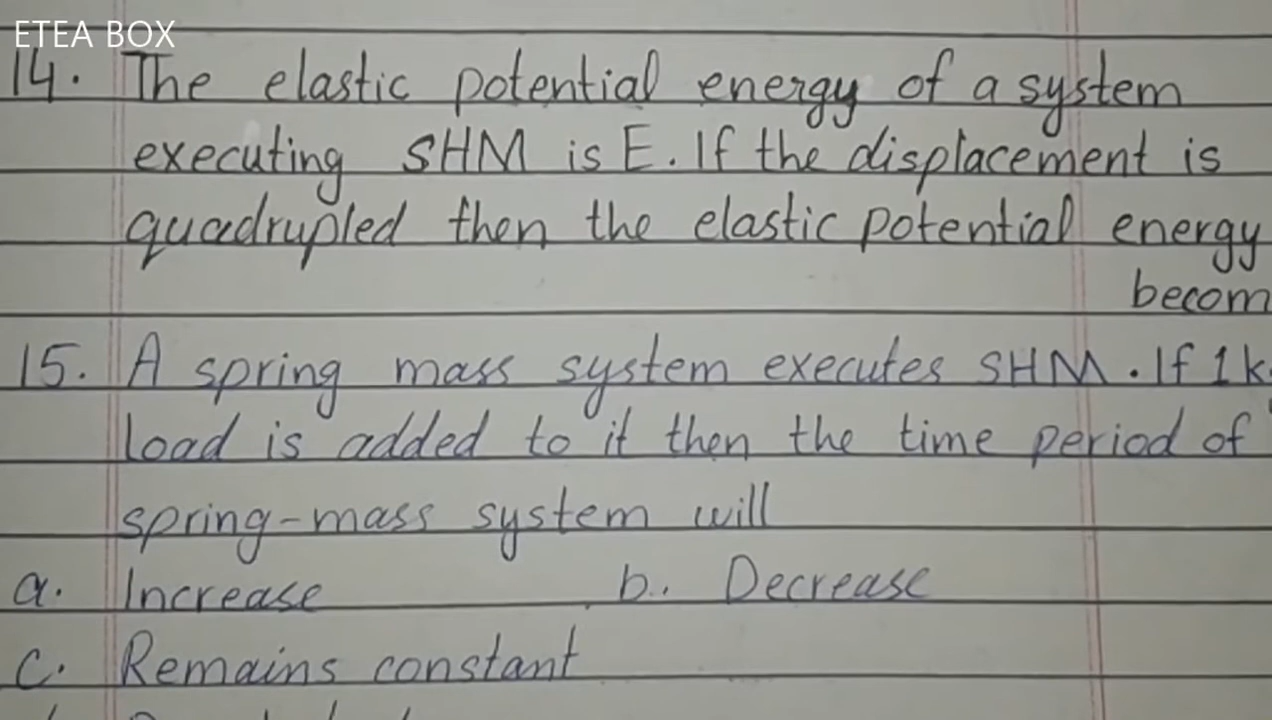 ETEA BOX
14. The elastic potential energy of a system
executing SHM is E. If the displacement is
quadrupled then the elastic potential energy
becom
15. A spring mass system executes SHM. If 1k
load is added to it then the time period of
spring-mass system will
a. Increase b. Decrease
c. Remains constant